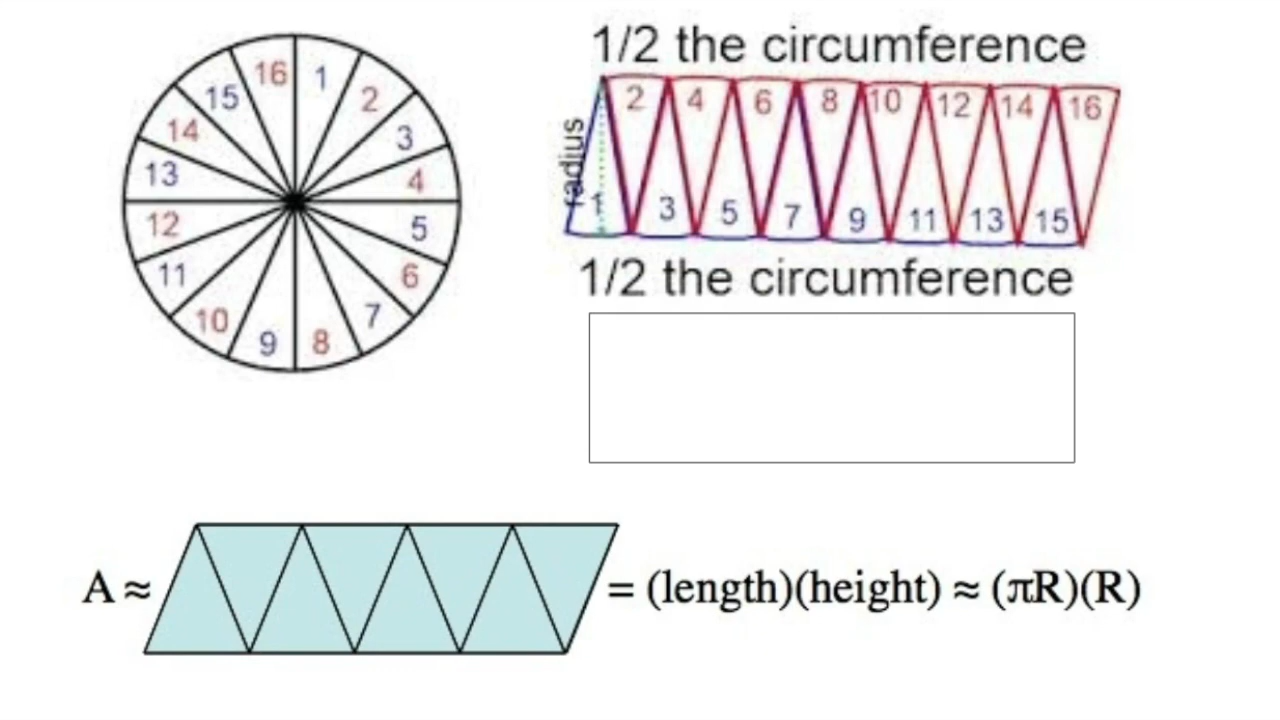 1/2 the circumference
16 1
15 2
14 3
13 4
12 5
11 6
10 7
9 8
2 4 6 8 10 12 14 16
radius
1 3 5 7 9 11 13 15
1/2 the circumference
A ≈ = (length)(height) ≈ (πR)(R)